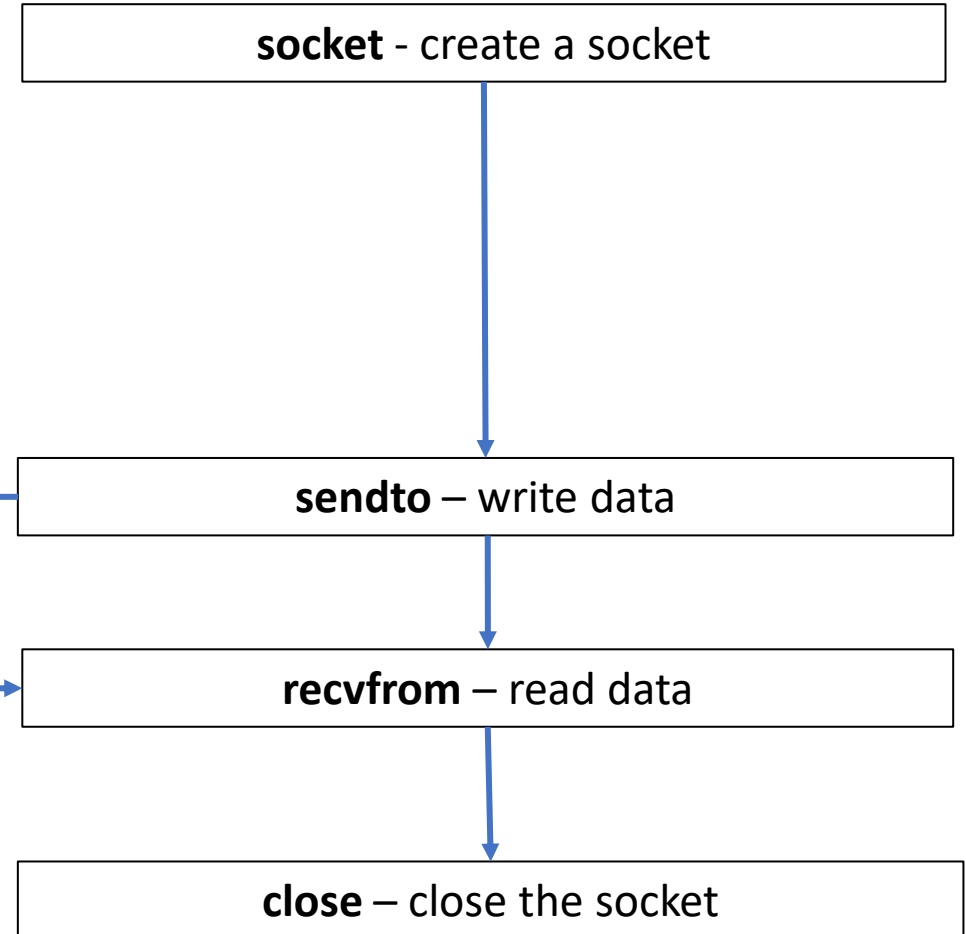 socket - create a socket
sendto – write data
recvfrom – read data
close – close the socket